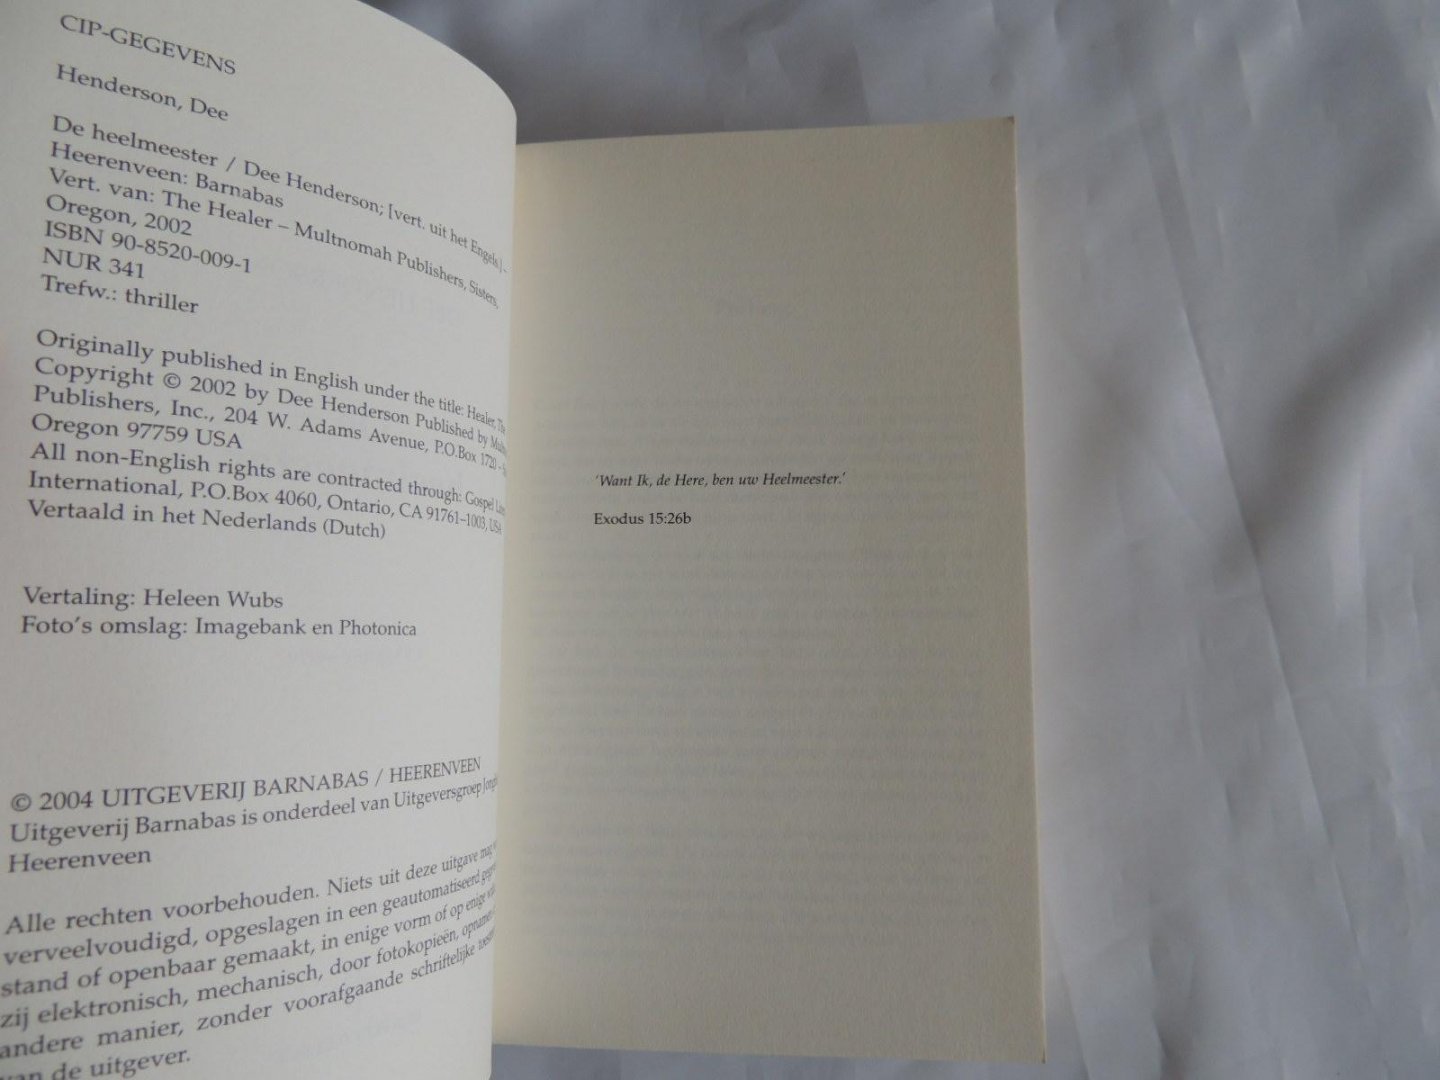 CIP-GEGEVENS
Henderson, Dee
De heelmeester / Dee Henderson; [vert. uit het Engels.] –
Heerenveen: Barnabas
Vert. van: The Healer – Multnomah Publishers, Sisters,
Oregon, 2002
ISBN 90-8520-009-1
NUR 341
Trefw.: thriller
Originally published in English under the title: Healer, The
Copyright © 2002 by Dee Henderson Published by
Publishers, Inc., 204 W. Adams Avenue, P.O.Box 1720 –
Oregon 97759 USA
All non-English rights are contracted through: Gospel
International, P.O.Box 4060, Ontario, CA 91761-1003, USA
Vertaald in het Nederlands (Dutch)
Vertaling: Heleen Wubs
Foto's omslag: Imagebank en Photonica
© 2004 UITGEVERIJ BARNABAS / HEERENVEEN
Uitgeverij Barnabas is onderdeel van Uitgeversgroep
Heerenveen
Alle rechten voorbehouden. Niets uit deze uitgave mag
verveelvoudigd, opgeslagen in een geautomatiseerd
stand of openbaar gemaakt, in enige vorm of op enige
zij elektronisch, mechanisch, door fotokopieën,
andere manier, zonder voorafgaande schriftelijke
van de uitgever.
'Want Ik, de Here, ben uw Heelmeester.'
Exodus 15:26b